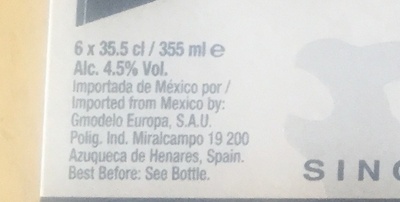 6 x 35.5 cl / 355 ml ℮
Alc. 4.5% Vol.
Importada de México por /
Imported from Mexico by:
Gmodelo Europa, S.A.U.
Polig. Ind. Miralcampo 19 200
Azuqueca de Henares, Spain.
Best Before: See Bottle.